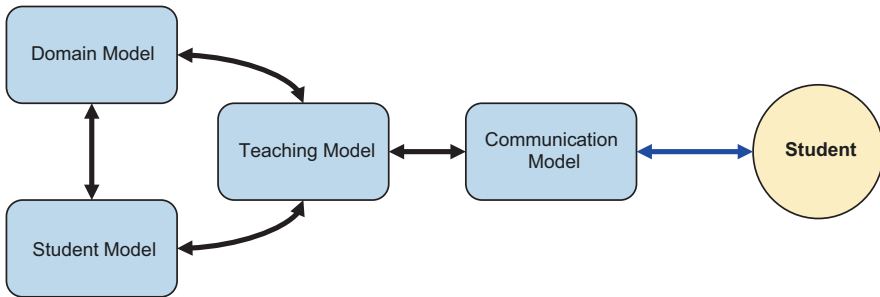 Domain Model
Teaching Model
Communication
Model
Student
Student Model